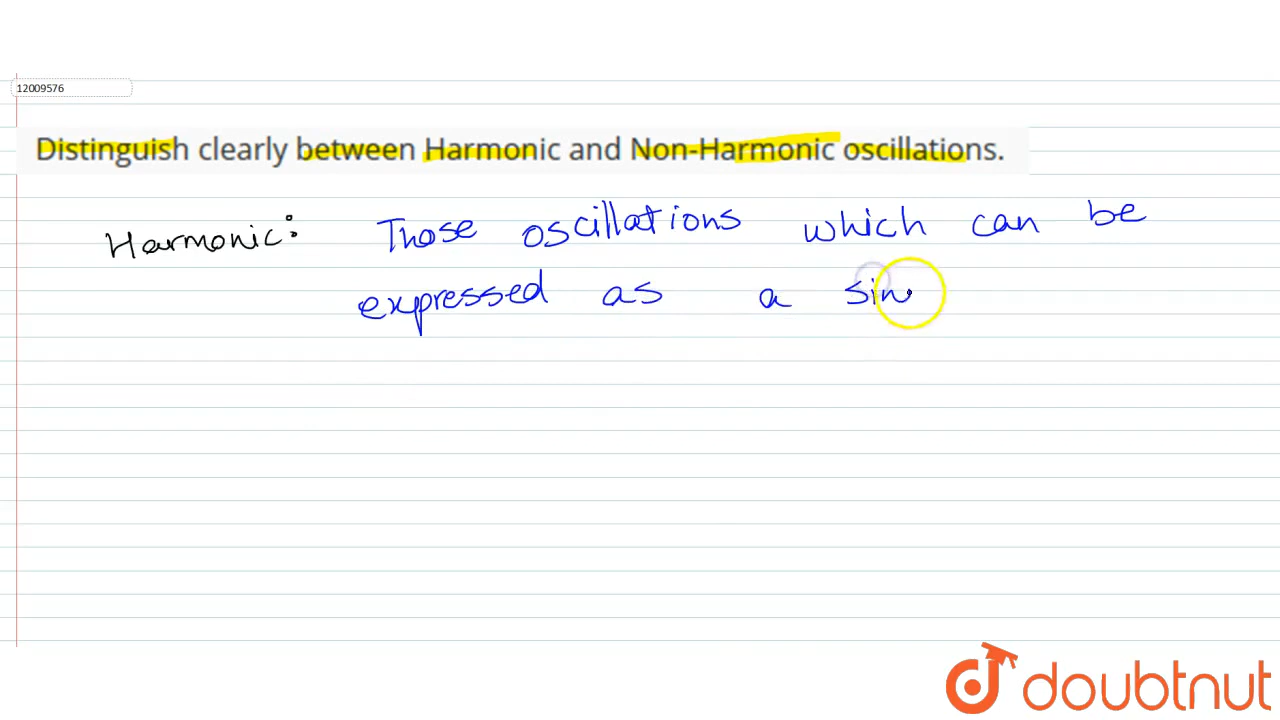 12009576
Distinguish clearly between Harmonic and Non-Harmonic oscillations.
Harmonic: Those oscillations which can be
expressed as a sin
doubtnut